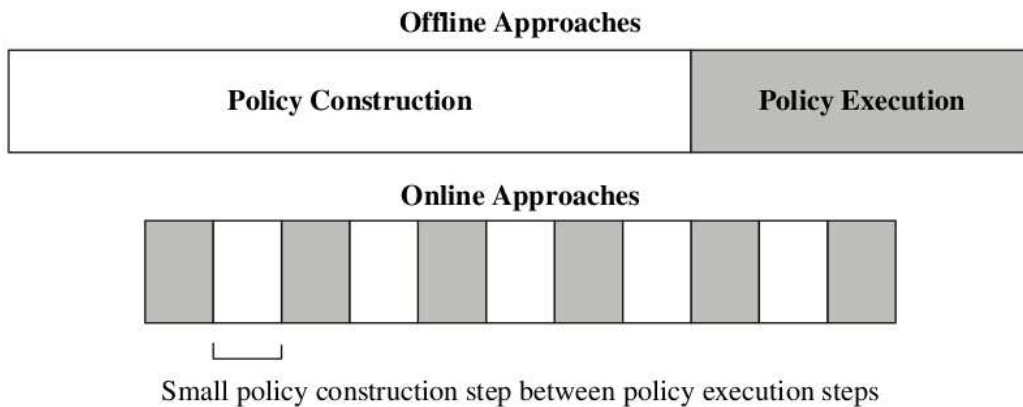 Offline Approaches
Policy Construction
Policy Execution
Online Approaches
Small policy construction step between policy execution steps